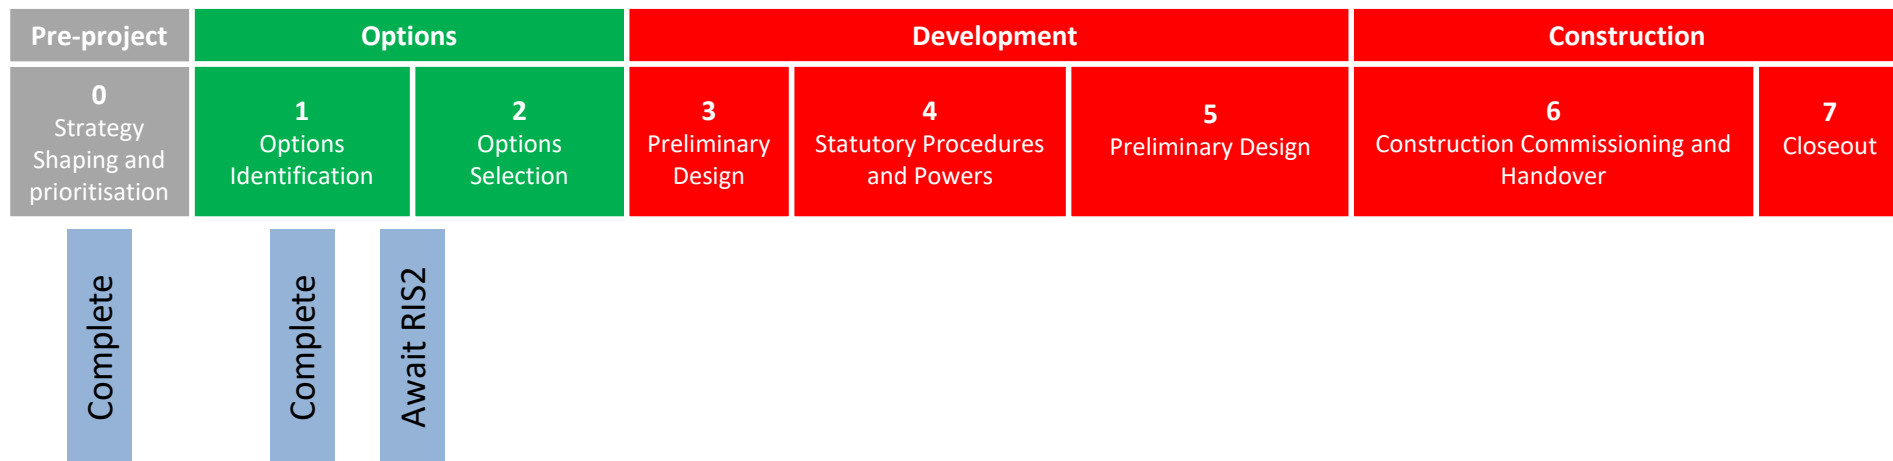 Pre-project
Options
Development
Construction
0
Strategy
Shaping and
prioritisation
1
Options
Identification
2
Options
Selection
3
Preliminary
Design
4
Statutory Procedures
and Powers
5
Preliminary Design
6
Construction Commissioning and
Handover
7
Closeout
Complete
Complete
Await RIS2